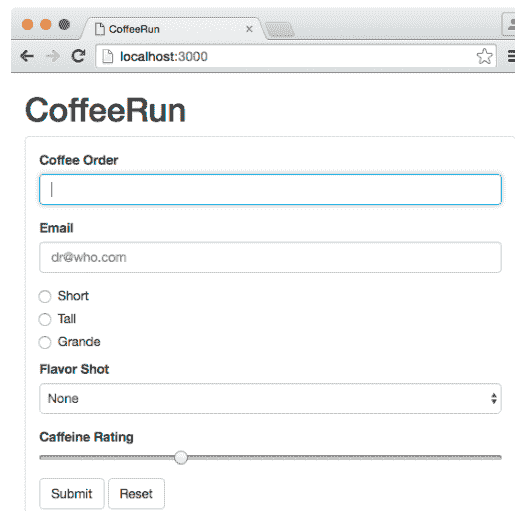 CoffeeRun
localhost:3000
CoffeeRun
Coffee Order
Email
dr@who.com
Short
Tall
Grande
Flavor Shot
None
Caffeine Rating
Submit Reset